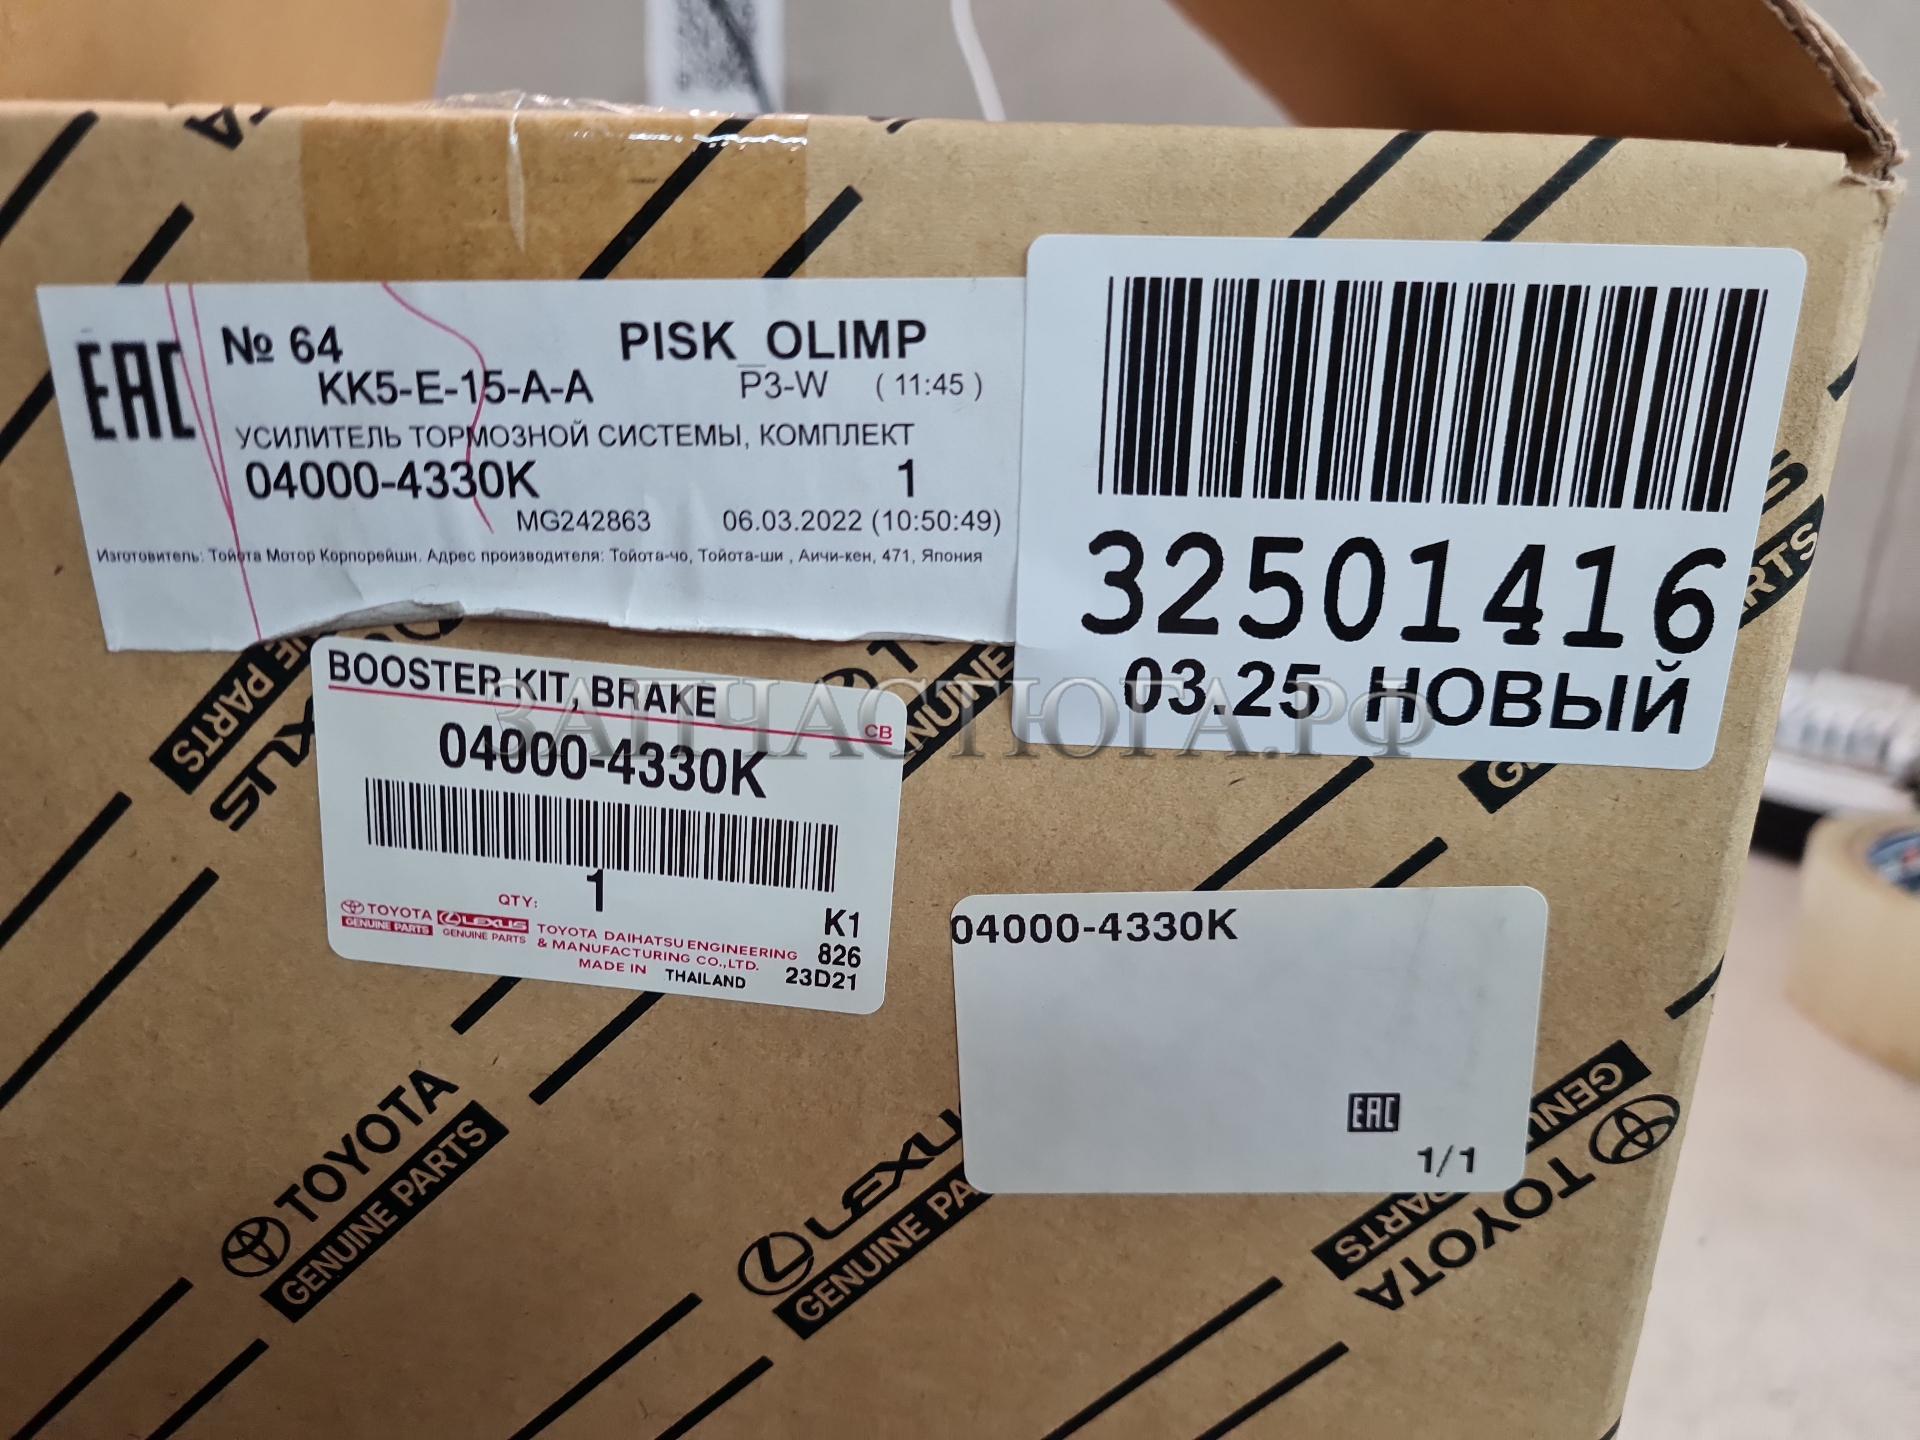 EAC
№ 64
PISK_OLIMP
KK5-E-15-A-A
P3-W
( 11:45 )
УСИЛИТЕЛЬ ТОРМОЗНОЙ СИСТЕМЫ, КОМПЛЕКТ
04000-4330K
1
MG242863
06.03.2022 (10:50:49)
Изготовитель: Тойота Мотор Корпорейшн. Адрес производителя: Тойота-чо, Тойота-ши , Аичи-кен, 471, Япония
32501416
03.25 НОВЫЙ
ЗАПЧАСТЮГА.РФ
BOOSTER KIT, BRAKE
CB
04000-4330K
QTY: 1
K1
TOYOTA
GENUINE PARTS
LEXUS
GENUINE PARTS
TOYOTA DAIHATSU ENGINEERING
& MANUFACTURING CO.,LTD.
826
MADE IN THAILAND
23D21
04000-4330K
EAC
1/1
PARTS
LEXUS
GENUINE
PARTS
TOYOTA
GENUINE PARTS
LEXU
GENUINE PA
GENUINE
PARTS
TOYOTA